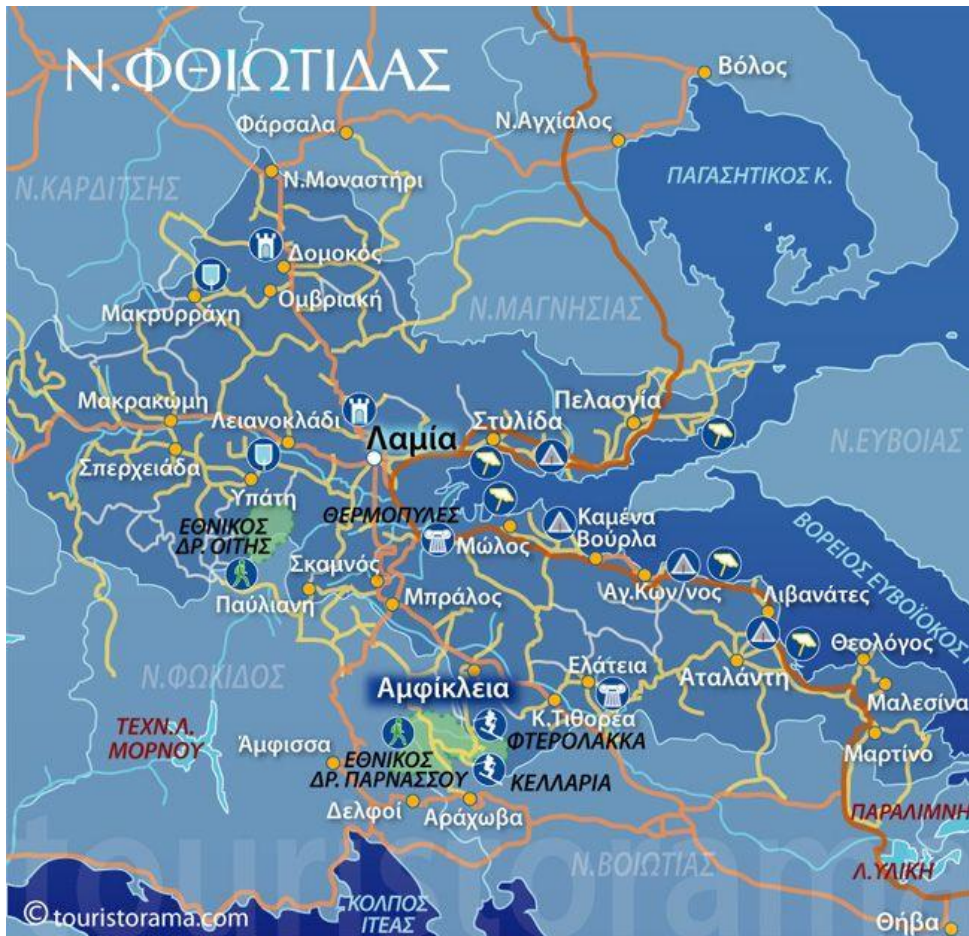 Ν.ΦΘΙΩΤΙΔΑΣ
Βόλος
Φάρσαλα
Ν.Αγχίαλος
Ν.ΚΑΡΔΙΤΣΗΣ
Ν.Μοναστήρι
ΠΑΓΑΣΗΤΙΚΟΣ Κ.
Δομοκός
Ομβριακή
Μακρυρράχη
Ν.ΜΑΓΝΗΣΙΑΣ
Μακρακώμη
Λειανοκλάδι
Λαμία
Στυλίδα
Πελασγία
Ν.ΕΥΒΟΙΑΣ
Σπερχειάδα
Υπάτη
ΘΕΡΜΟΠΥΛΕΣ
Μώλος
Καμένα
Βούρλα
ΕΘΝΙΚΟΣ
ΔΡ. ΟΙΤΗΣ
Σκαμνός
Παύλιανη
Μπράλος
Αγ.Κων/νος
ΒΟΡΕΙΟΣ ΕΥΒΟΪΚΟΣ
Λιβανάτες
Θεολόγος
Ν.ΦΩΚΙΔΟΣ
Αμφίκλεια
Ελάτεια
Αταλάντη
Μαλεσίνα
ΤΕΧΝ.Λ.
ΜΟΡΝΟΥ
Άμφισσα
Κ.Τιθορέα
ΦΤΕΡΟΛΑΚΚΑ
Μαρτίνο
ΕΘΝΙΚΟΣ
ΔΡ. ΠΑΡΝΑΣΣΟΥ
ΚΕΛΛΑΡΙΑ
Δελφοί
Αράχωβα
ΠΑΡΑΛΙΜΝΗ
Ν.ΒΟΙΩΤΙΑΣ
Λ.ΥΛΙΚΗ
touristorama
© touristorama.com
ΚΟΛΠΟΣ
ΙΤΕΑΣ
Θήβα